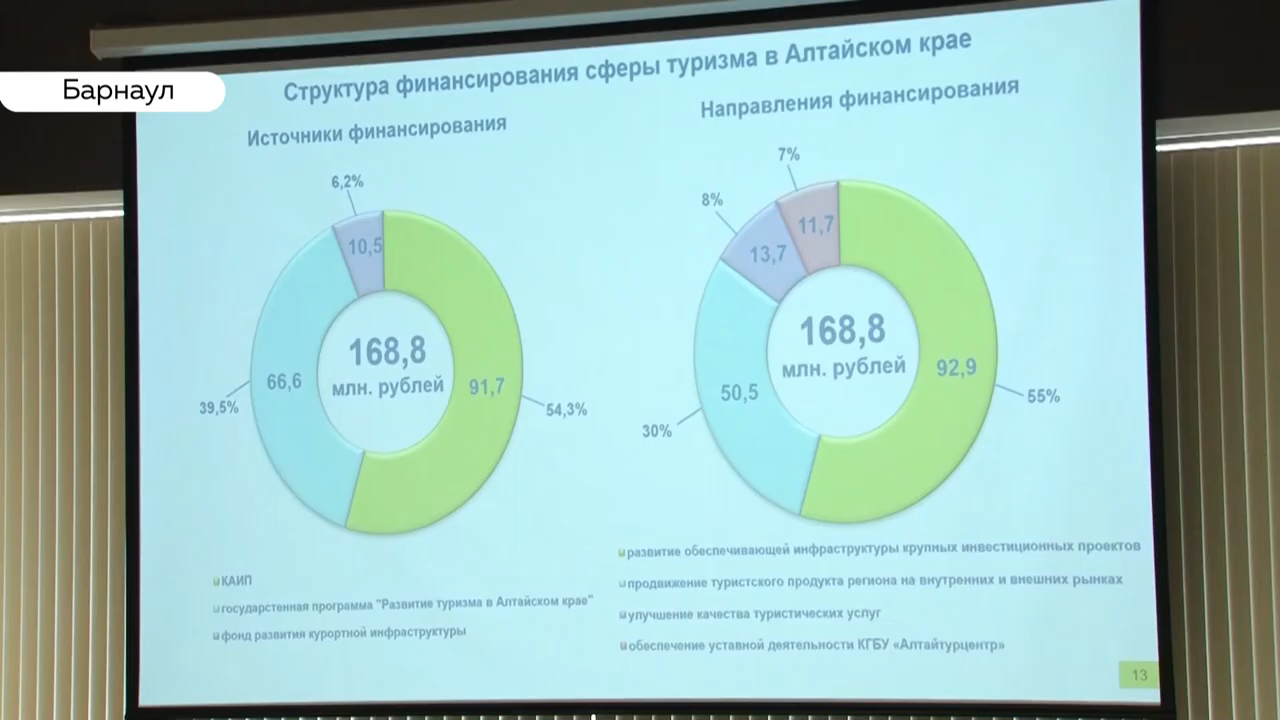 Барнаул
Структура финансирования сферы туризма в Алтайском крае
Источники финансирования
6,2%
10,5
168,8
млн. рублей
66,6
91,7
39,5%
54,3%
КАИП
государстенная программа "Развитие туризма в Алтайском крае"
фонд развития курортной инфраструктуры
Направления финансирования
7%
8%
11,7
13,7
168,8
млн. рублей
92,9
50,5
55%
30%
развитие обеспечивающей инфраструктуры крупных инвестиционных проектов
продвижение туристского продукта региона на внутренних и внешних рынках
улучшение качества туристических услуг
обеспечение уставной деятельности КГБУ «Алтайтурцентр»
13